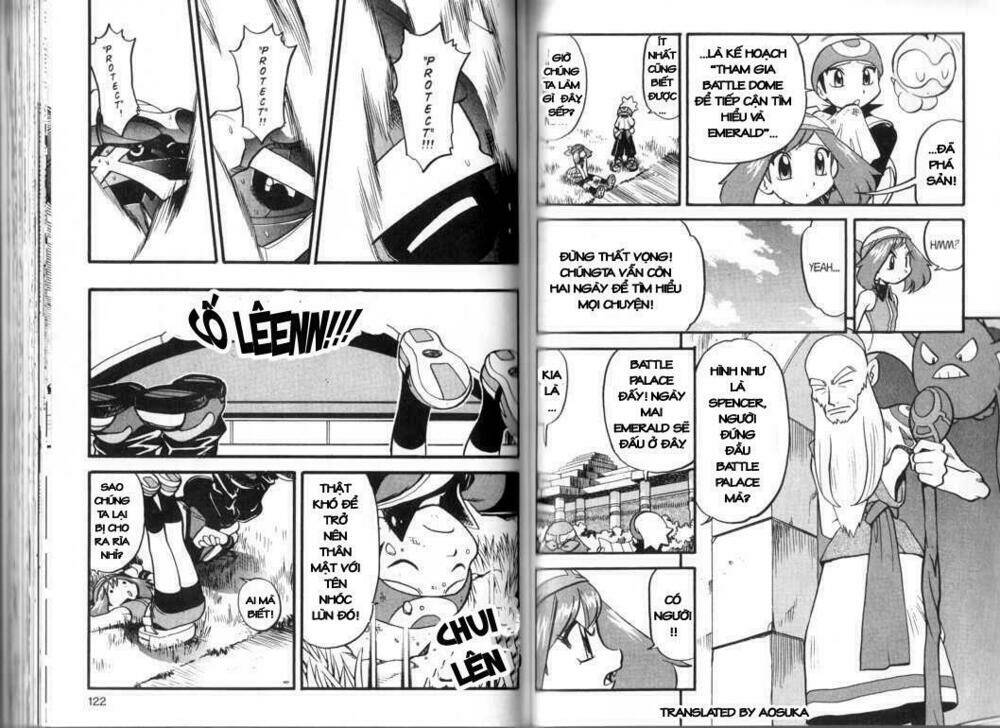 "PROTECT"!
"PROTECT"!!
"PROTECT"!!!
CỐ LÊENN!!!
SAO
CHÚNG
TA LẠI
BỊ CHO
RA RÌA
NHỈ?
AI MÀ
BIẾT!
THẬT
KHÓ ĐỂ
TRỞ
NÊN
THÂN
MẬT VỚI
TÊN
NHÓC
LÙN ĐÓ!
CHUI
LÊN
122
GIỜ
CHÚNG
TA LÀM
GÌ ĐÂY
SẾP?
ÍT
NHẤT
CŨNG
BIẾT
ĐƯỢC
...
...LÀ KẾ HOẠCH
"THAM GIA
BATTLE DOME
ĐỂ TIẾP CẬN TÌM
HIỂU VÀ
EMERALD"...
...ĐÃ
PHÁ
SẢN!
ĐỪNG THẤT VỌNG!
CHÚNGTA VẪN CÒN
HAI NGÀY ĐỂ TÌM HIỂU
MỌI CHUYỆN!
YEAH...
HMM?
KIA
LÀ...
BATTLE
PALACE
ĐẤY! NGÀY
MAI
EMERALD SẼ
ĐẤU Ở ĐÂY.
CÓ
NGƯỜI
!!
HÌNH NHƯ
LÀ
SPENCER,
NGƯỜI
ĐỨNG
ĐẦU
BATTLE
PALACE
MÀ?
TRANSLATED BY AOSUKA